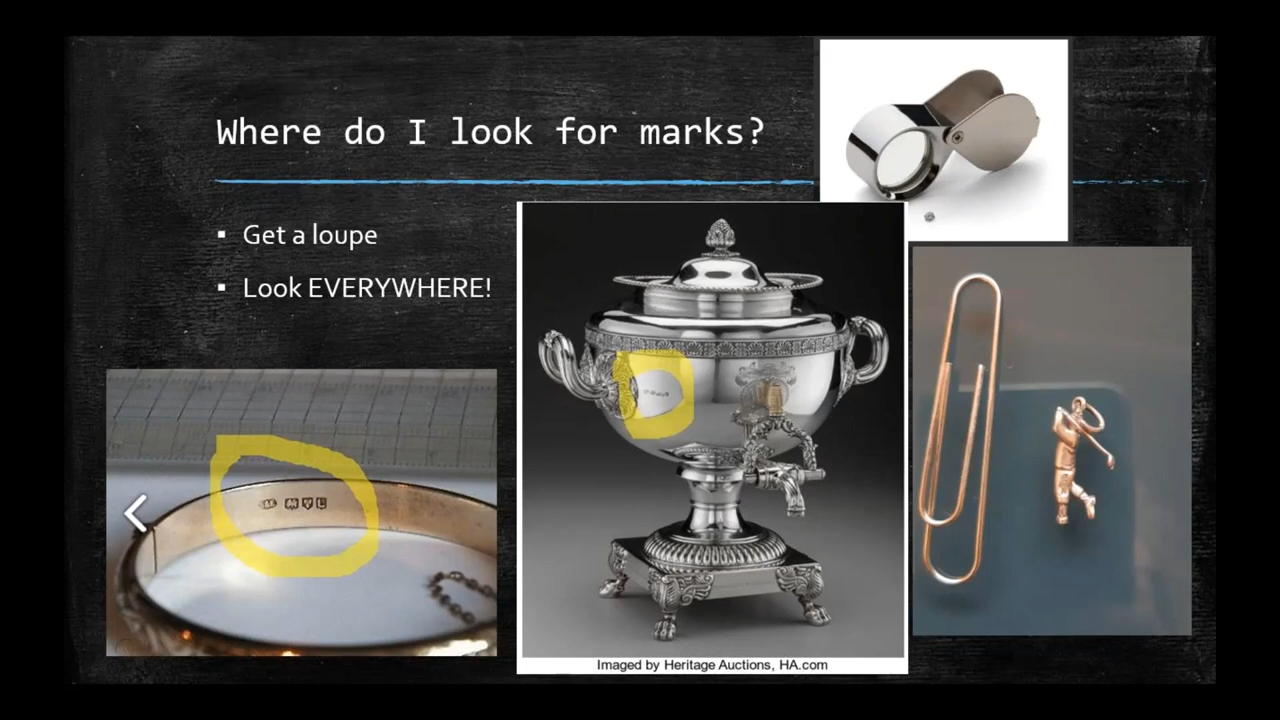 Where do I look for marks?
▪ Get a loupe
▪ Look EVERYWHERE!
Imaged by Heritage Auctions, HA.com